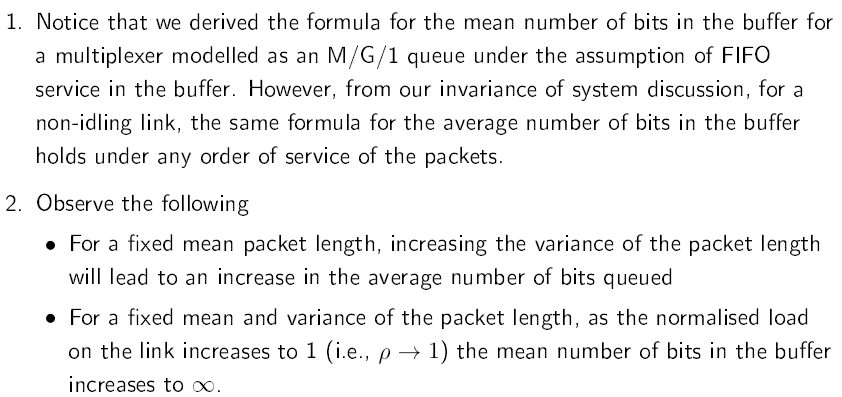 1. Notice that we derived the formula for the mean number of bits in the buffer for
a multiplexer modelled as an M/G/1 queue under the assumption of FIFO
service in the buffer. However, from our invariance of system discussion, for a
non-idling link, the same formula for the average number of bits in the buffer
holds under any order of service of the packets.
2. Observe the following
• For a fixed mean packet length, increasing the variance of the packet length
will lead to an increase in the average number of bits queued
• For a fixed mean and variance of the packet length, as the normalised load
on the link increases to 1 (i.e., ρ → 1) the mean number of bits in the buffer
increases to ∞.